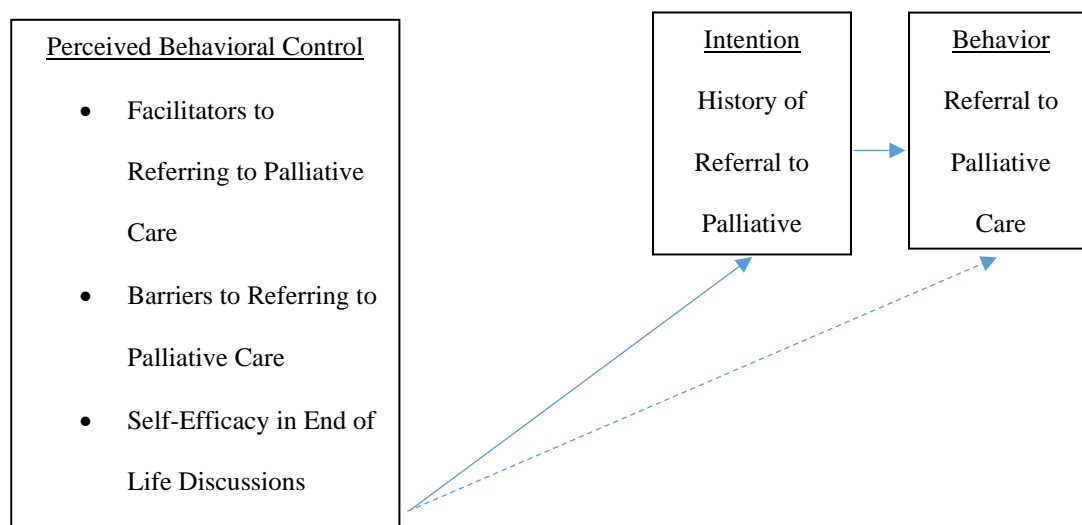 Perceived Behavioral Control
• Facilitators to
Referring to Palliative
Care
• Barriers to Referring to
Palliative Care
• Self-Efficacy in End of
Life Discussions
Intention
History of
Referral to
Palliative
Behavior
Referral to
Palliative
Care